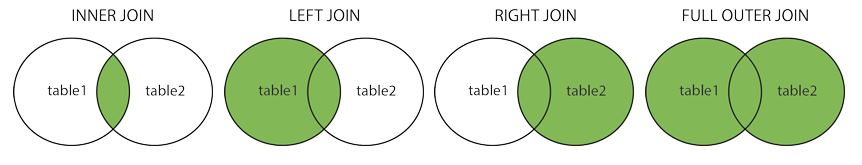 INNER JOIN
LEFT JOIN
RIGHT JOIN
FULL OUTER JOIN
table1
table2
table1
table2
table1
table2
table1
table2